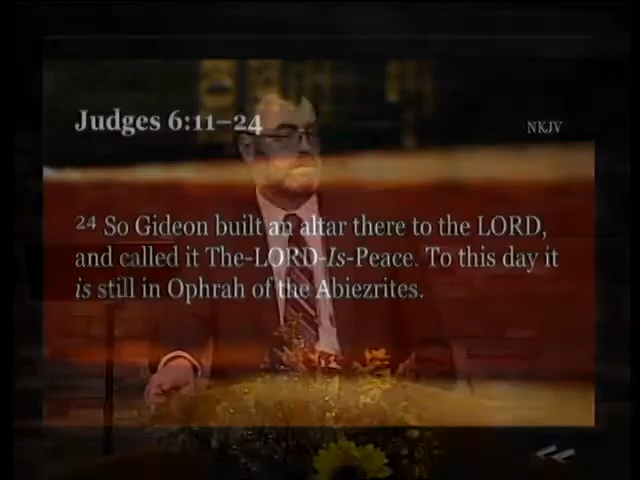 Judges 6:11–24
NKJV
24 So Gideon built an altar there to the LORD,
and called it The-LORD-Is-Peace. To this day it
is still in Ophrah of the Abiezrites.